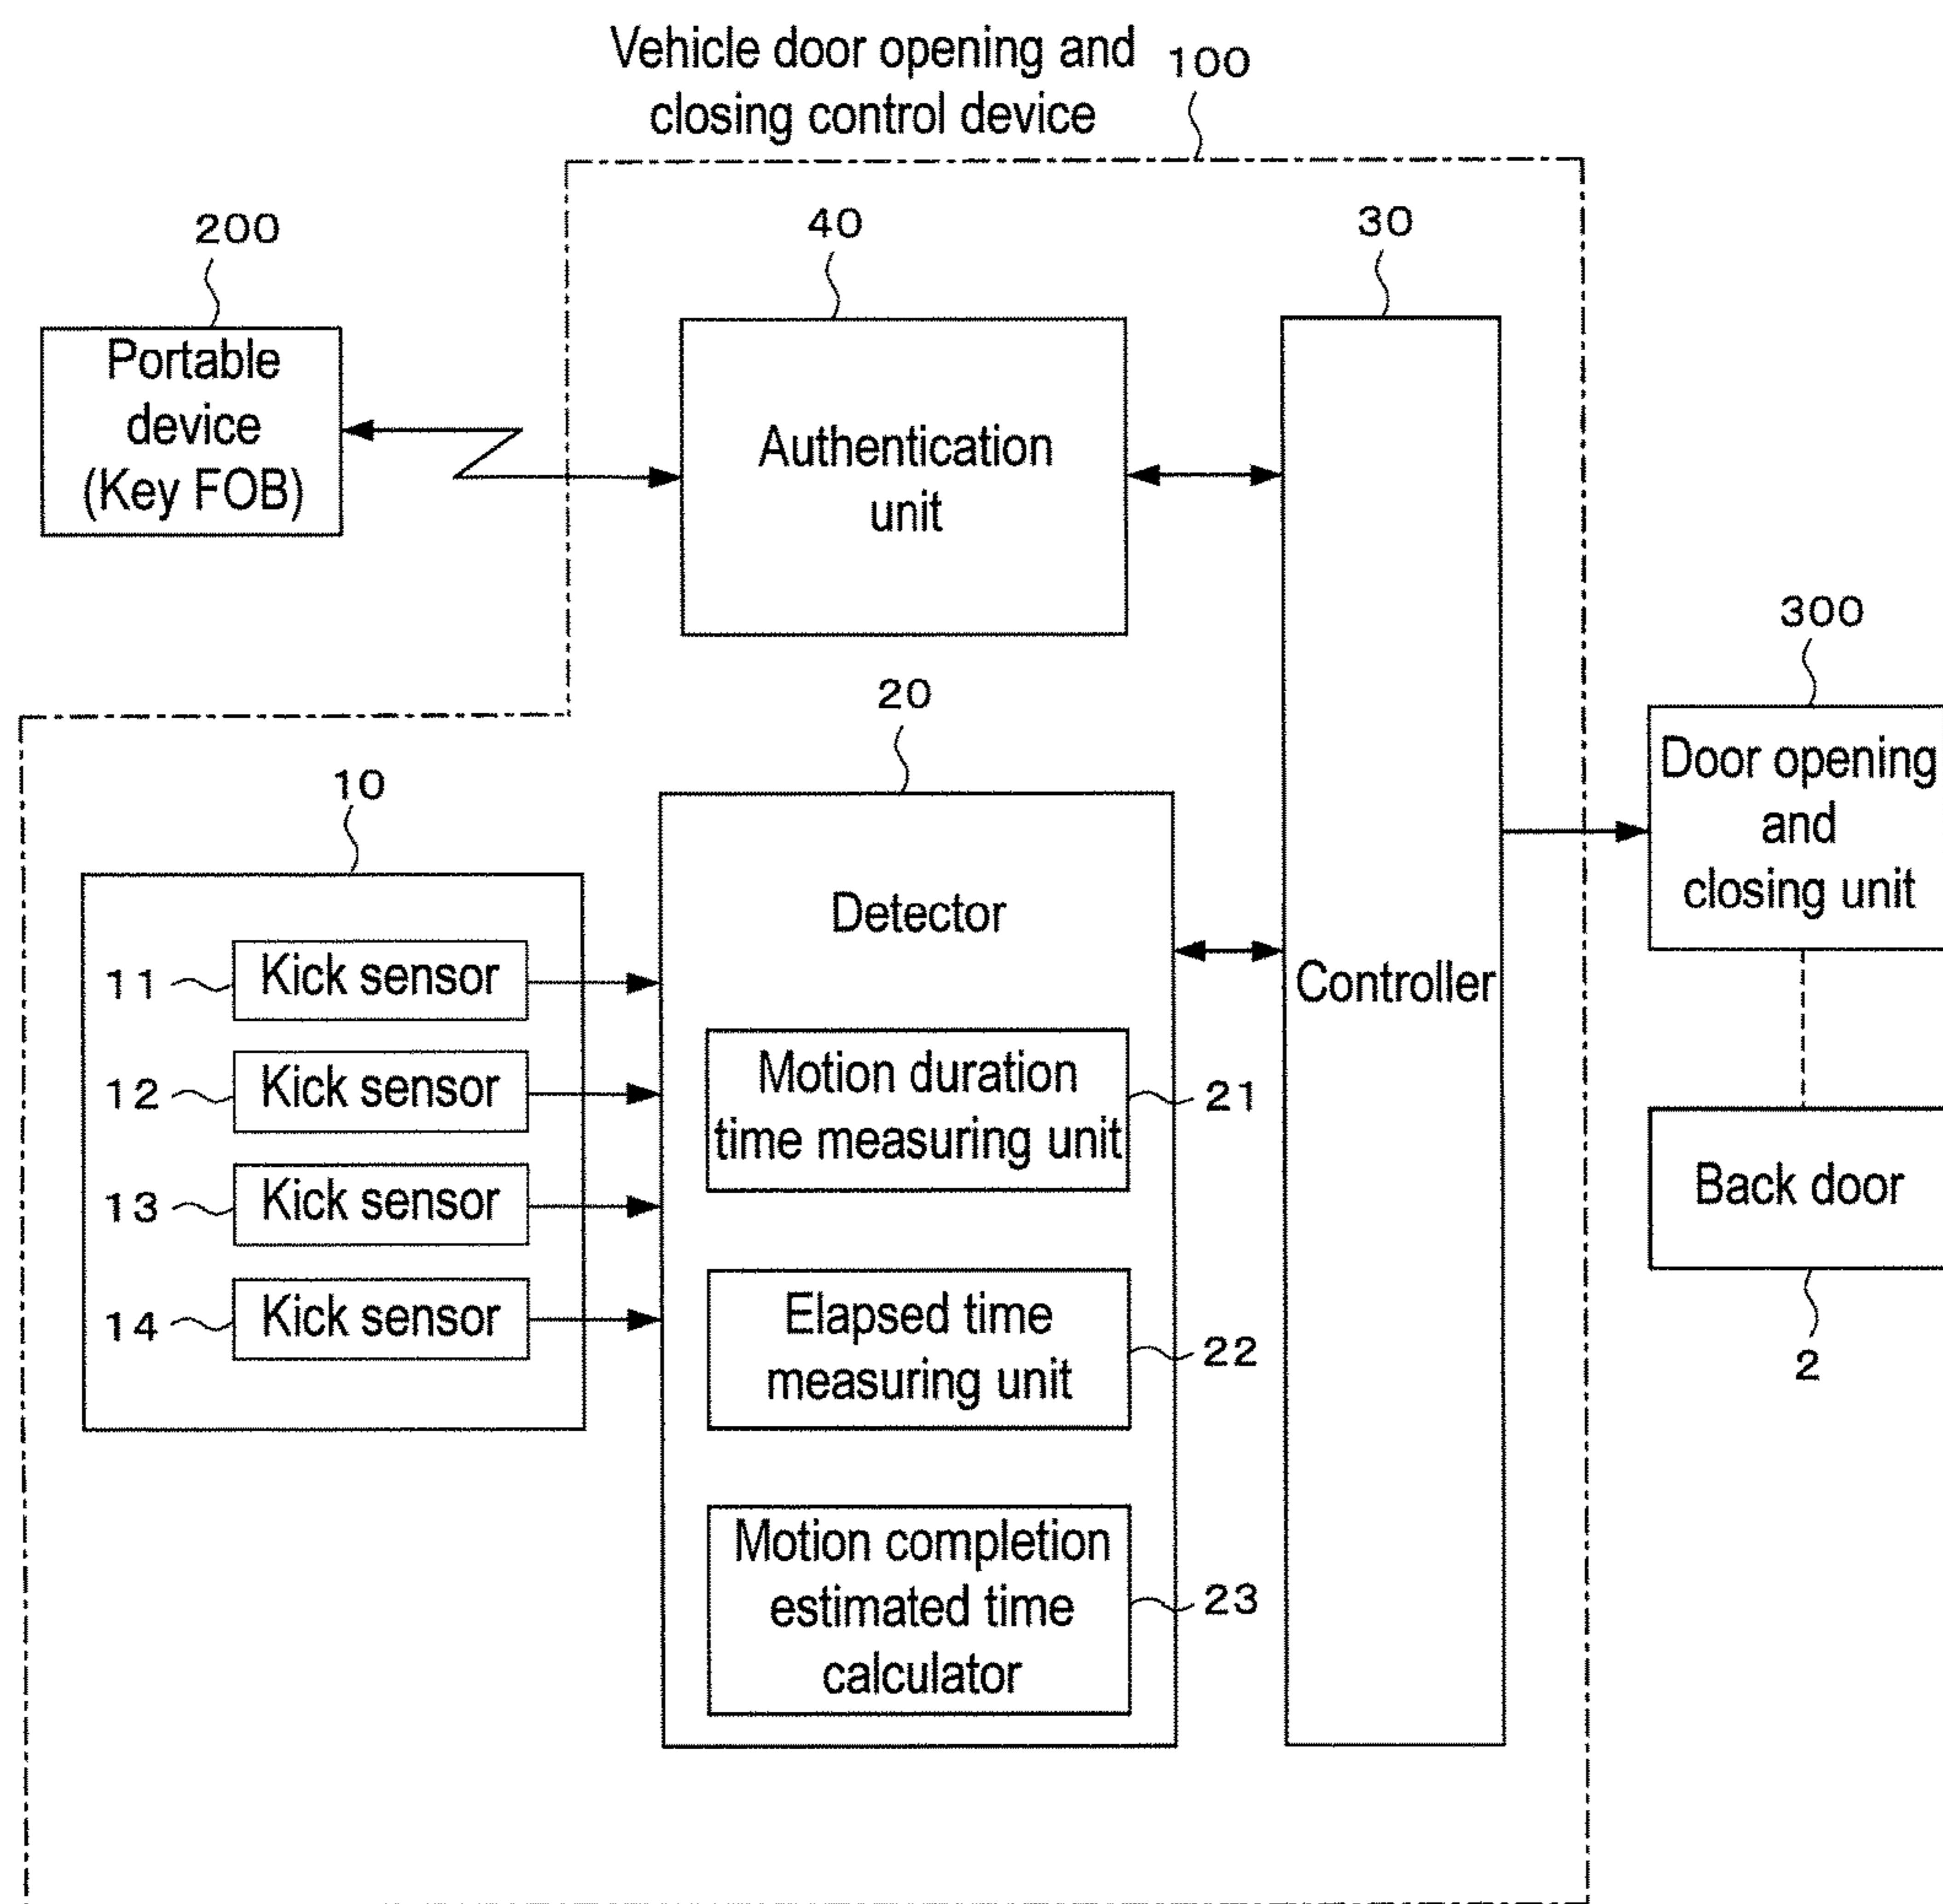 Vehicle door opening and
closing control device
100
200
40
30
Portable
device
(Key FOB)
Authentication
unit
20
300
10
Door opening
and
closing unit
Detector
11
Kick sensor
Controller
12
Kick sensor
Motion duration
time measuring unit
21
13
Kick sensor
Back door
14
Kick sensor
Elapsed time
measuring unit
22
2
Motion completion
estimated time
calculator
23